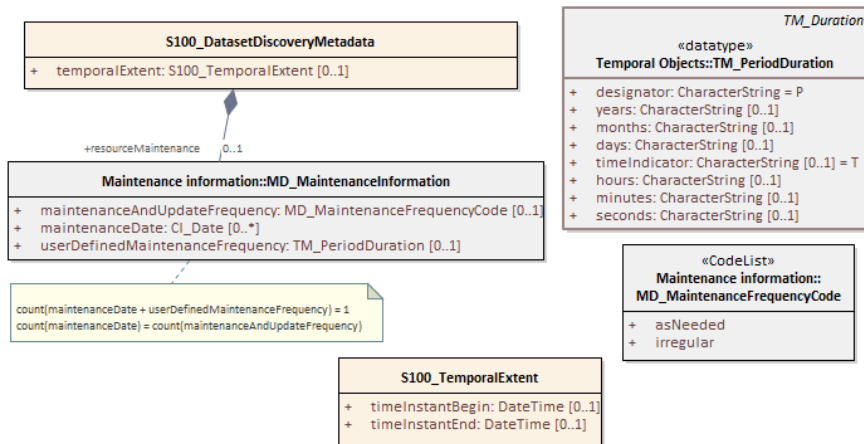 S100_DatasetDiscoveryMetadata
+ temporalExtent: S100_TemporalExtent [0..1]
+resourceMaintenance 0..1
Maintenance information::MD_MaintenanceInformation
+ maintenanceAndUpdateFrequency: MD_MaintenanceFrequencyCode [0..1]
+ maintenanceDate: CI_Date [0..*]
+ userDefinedMaintenanceFrequency: TM_PeriodDuration [0..1]
count(maintenanceDate + userDefinedMaintenanceFrequency) = 1
count(maintenanceDate) = count(maintenanceAndUpdateFrequency)
TM_Duration
«datatype»
Temporal Objects::TM_PeriodDuration
+ designator: CharacterString = P
+ years: CharacterString [0..1]
+ months: CharacterString [0..1]
+ days: CharacterString [0..1]
+ timeIndicator: CharacterString [0..1] = T
+ hours: CharacterString [0..1]
+ minutes: CharacterString [0..1]
+ seconds: CharacterString [0..1]
«CodeList»
Maintenance information::
MD_MaintenanceFrequencyCode
+ asNeeded
+ irregular
S100_TemporalExtent
+ timeInstantBegin: DateTime [0..1]
+ timeInstantEnd: DateTime [0..1]